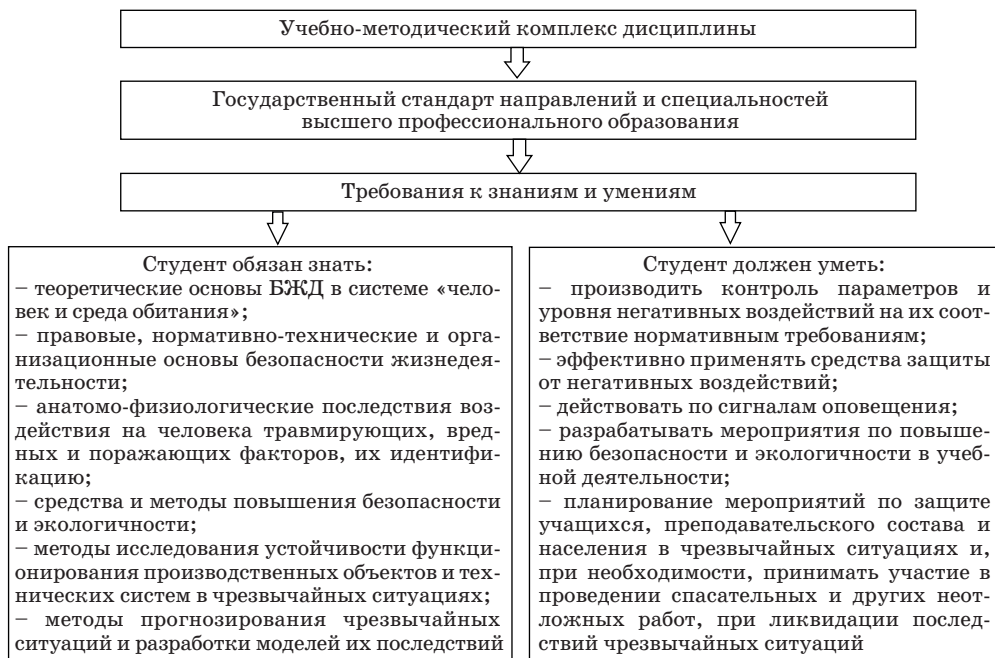 Учебно-методический комплекс дисциплины
Государственный стандарт направлений и специальностей
высшего профессионального образования
Требования к знаниям и умениям
Студент обязан знать:
– теоретические основы БЖД в системе «чело-
век и среда обитания»;
– правовые, нормативно-технические и орга-
низационные основы безопасности жизнедея-
тельности;
– анатомо-физиологические последствия воз-
действия на человека травмирующих, вред-
ных и поражающих факторов, их идентифи-
кацию;
– средства и методы повышения безопасности
и экологичности;
– методы исследования устойчивости функци-
онирования производственных объектов и тех-
нических систем в чрезвычайных ситуациях;
– методы прогнозирования чрезвычайных
ситуаций и разработки моделей их последствий
Студент должен уметь:
– производить контроль параметров и
уровня негативных воздействий на их соот-
ветствие нормативным требованиям;
– эффективно применять средства защиты
от негативных воздействий;
– действовать по сигналам оповещения;
– разрабатывать мероприятия по повыше-
нию безопасности и экологичности в учеб-
ной деятельности;
– планирование мероприятий по защите
учащихся, преподавательского состава и
населения в чрезвычайных ситуациях и,
при необходимости, принимать участие в
проведении спасательных и других неот-
ложных работ, при ликвидации послед-
ствий чрезвычайных ситуаций